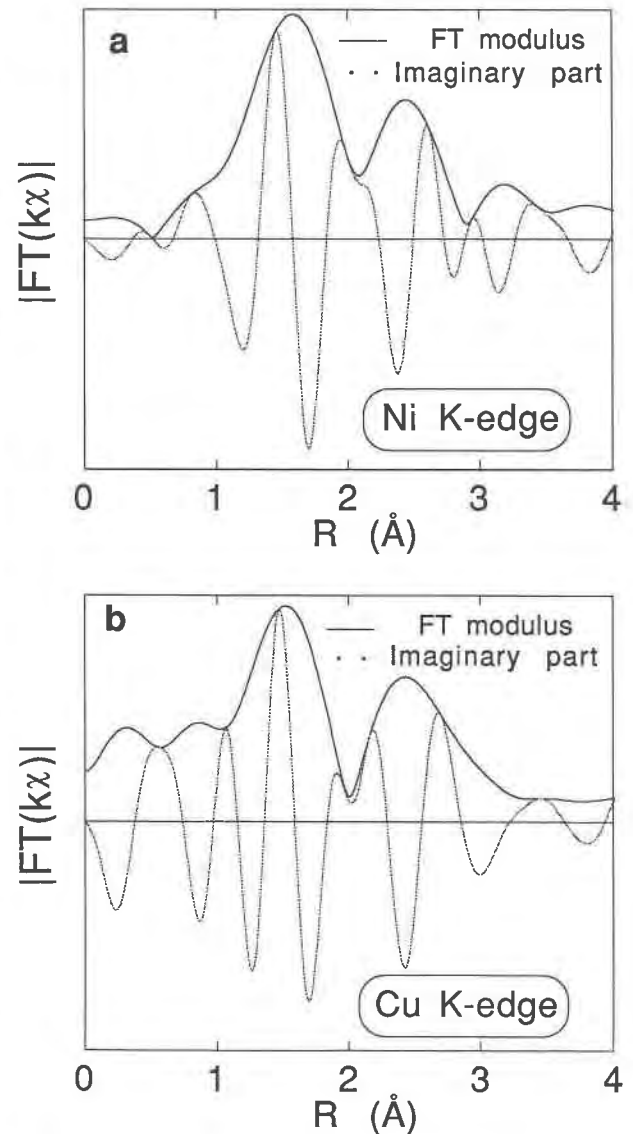 a
FT modulus
Imaginary part
|FT(kχ)|
Ni K-edge
0 1 2 3 4
R (Å)
b
FT modulus
Imaginary part
|FT(kχ)|
Cu K-edge
0 1 2 3 4
R (Å)